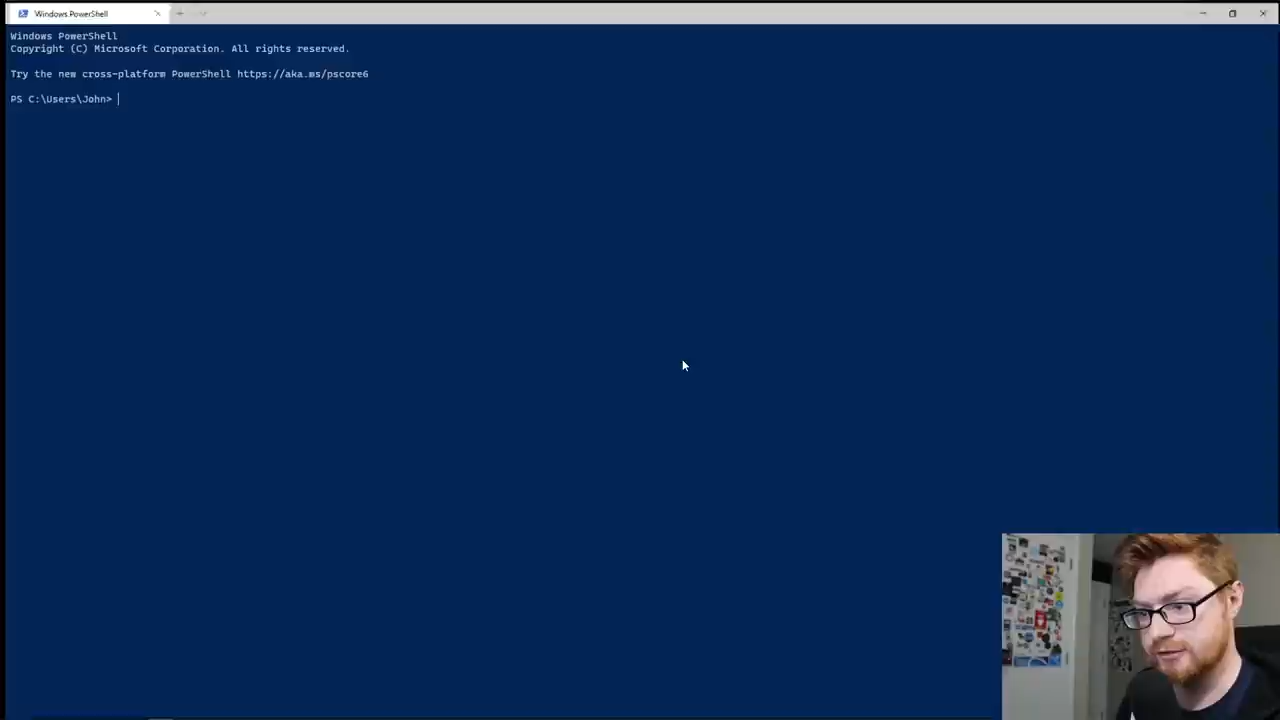 Windows PowerShell
Windows PowerShell
Copyright (C) Microsoft Corporation. All rights reserved.
Try the new cross-platform PowerShell https://aka.ms/pscore6
PS C:\Users\John>